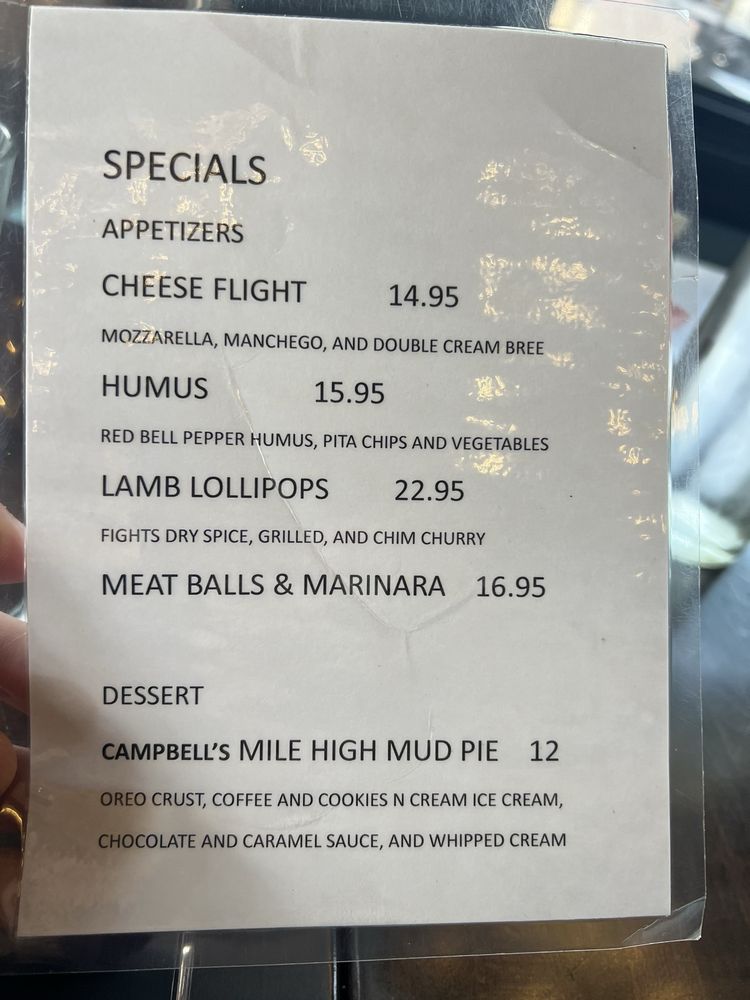 SPECIALS
APPETIZERS
CHEESE FLIGHT 14.95
MOZZARELLA, MANCHEGO, AND DOUBLE CREAM BREE
HUMUS 15.95
RED BELL PEPPER HUMUS, PITA CHIPS AND VEGETABLES
LAMB LOLLIPOPS 22.95
FIGHTS DRY SPICE, GRILLED, AND CHIM CHURRY
MEAT BALLS & MARINARA 16.95
DESSERT
CAMPBELL'S MILE HIGH MUD PIE 12
OREO CRUST, COFFEE AND COOKIES N CREAM ICE CREAM,
CHOCOLATE AND CARAMEL SAUCE, AND WHIPPED CREAM